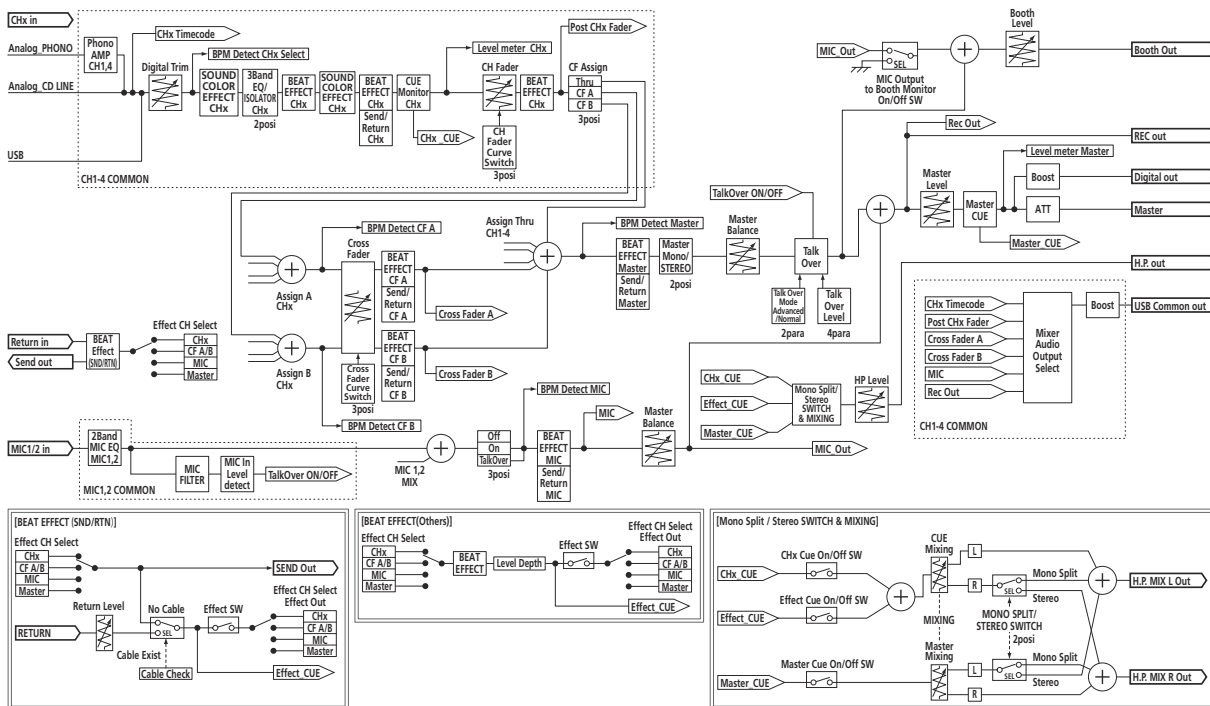 CHx in
Analog_PHONO
Phono
AMP
CH1,4
CHx Timecode
Digital Trim
BPM Detect CHx Select
Analog_CD LINE
USB
SOUND
COLOR
EFFECT
CHx
3Band
EQ/
ISOLATOR
CHx
2posi
BEAT
EFFECT
CHx
SOUND
COLOR
EFFECT
CHx
BEAT
EFFECT
CHx
Send/
Return
CHx
CUE
Monitor
CHx
CHx _CUE
Level meter_CHx
CH Fader
CH
Fader
Curve
Switch
3posi
BEAT
EFFECT
CHx
Post CHx Fader
CF Assign
Thru
CF A
CF B
3posi
CH1-4 COMMON
MIC_Out
SEL
MIC Output
to Booth Monitor
On/Off SW
Booth
Level
Booth Out
Rec Out
REC out
Level meter Master
Boost
Digital out
Master
Level
Master
CUE
ATT
Master
Master_CUE
H.P. out
TalkOver ON/OFF
Assign Thru
CH1-4
BPM Detect Master
BEAT
EFFECT
Master
Send/
Return
Master
Master
Mono/
STEREO
2posi
Master
Balance
Talk
Over
Talk Over
Mode
Advanced
/Normal
2para
Talk
Over
Level
4para
BPM Detect CF A
Cross
Fader
Assign A
CHx
BEAT
EFFECT
CF A
Send/
Return
CF A
Cross Fader A
Assign B
CHx
Cross
Fader
Curve
Switch
3posi
BEAT
EFFECT
CF B
Send/
Return
CF B
Cross Fader B
BPM Detect CF B
Return in
Send out
BEAT
Effect
(SND/RTN)
Effect CH Select
CHx
CF A/B
MIC
Master
CHx Timecode
Post CHx Fader
Cross Fader A
Cross Fader B
MIC
Rec Out
Mixer
Audio
Output
Select
Boost
USB Common out
CH1-4 COMMON
CHx_CUE
Effect_CUE
Master_CUE
Mono Split/
Stereo
SWITCH
& MIXING
HP Level
MIC1/2 in
2Band
MIC EQ
MIC1,2
MIC
FILTER
MIC In
Level
detect
TalkOver ON/OFF
MIC1,2 COMMON
MIC 1,2
MIX
Off
On
TalkOver
3posi
BPM Detect MIC
BEAT
EFFECT
MIC
Send/
Return
MIC
MIC
Master
Balance
MIC_Out
[BEAT EFFECT (SND/RTN)]
Effect CH Select
CHx
CF A/B
MIC
Master
SEND Out
Return Level
RETURN
No Cable
SEL
Cable Exist
Cable Check
Effect SW
Effect CH Select
Effect Out
CHx
CF A/B
MIC
Master
Effect_CUE
[BEAT EFFECT(Others)]
Effect CH Select
CHx
CF A/B
MIC
Master
BEAT
EFFECT
Level Depth
Effect SW
Effect CH Select
Effect Out
CHx
CF A/B
MIC
Master
Effect_CUE
[Mono Split / Stereo SWITCH & MIXING]
CHx Cue On/Off SW
CHx_CUE
Effect Cue On/Off SW
Effect_CUE
Master Cue On/Off SW
Master_CUE
CUE
Mixing
L
R
MIXING
Master
Mixing
L
R
Mono Split
SEL
Stereo
MONO SPLIT/
STEREO SWITCH
2posi
Mono Split
SEL
Stereo
H.P. MIX L Out
H.P. MIX R Out